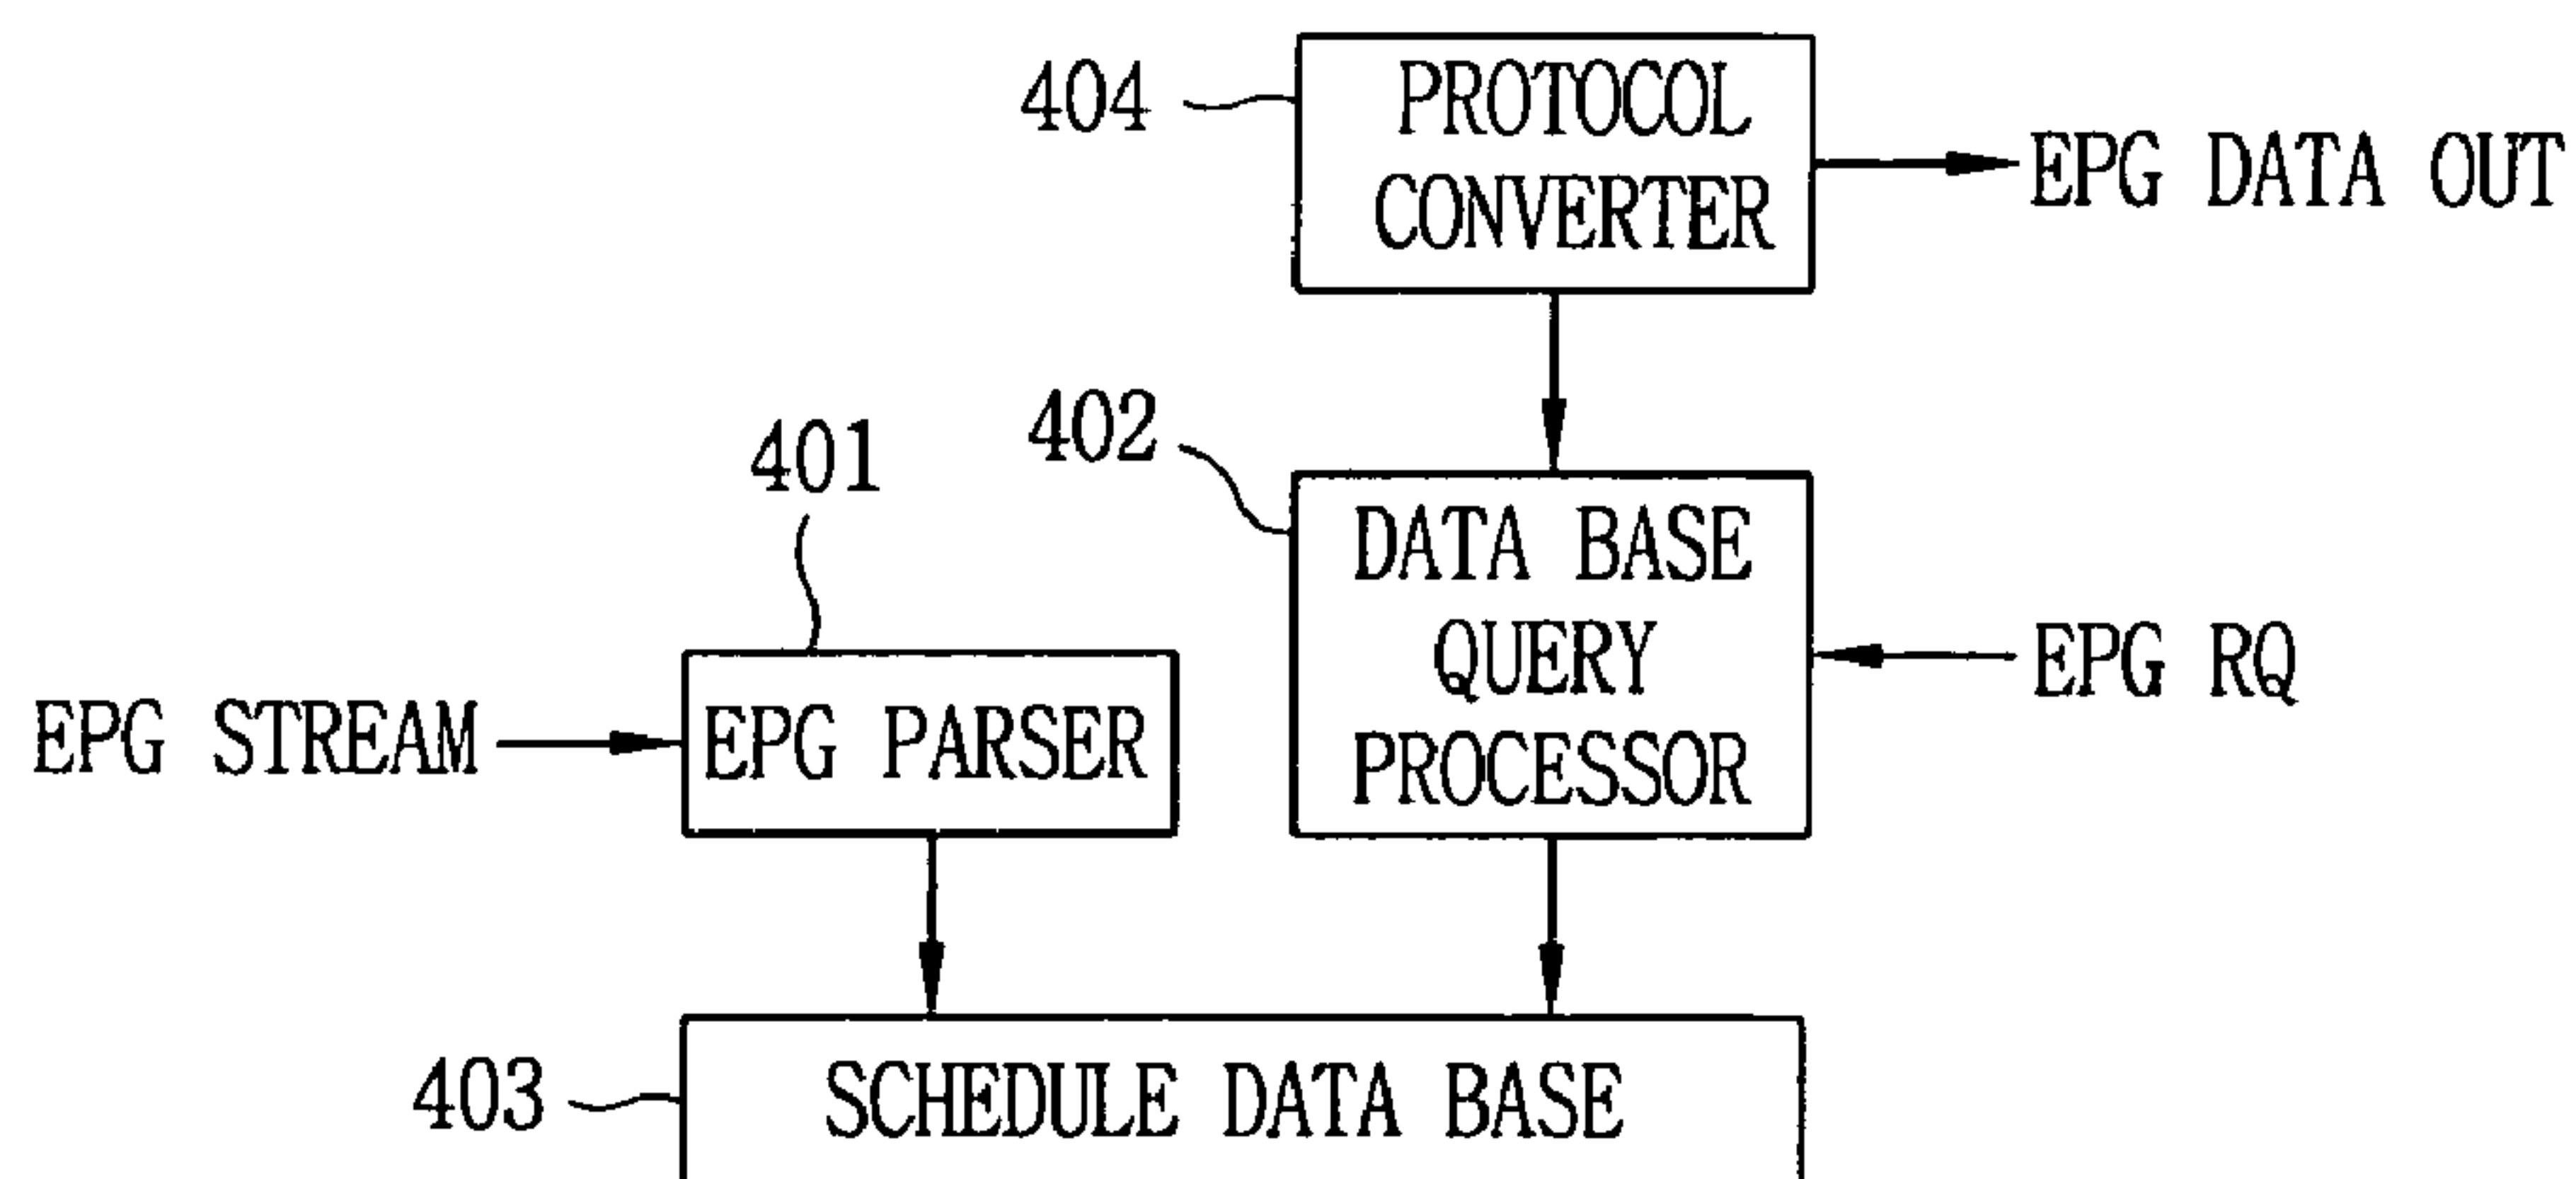 404
PROTOCOL
CONVERTER
EPG DATA OUT
402
401
DATA BASE
QUERY
PROCESSOR
EPG RQ
EPG STREAM
EPG PARSER
403
SCHEDULE DATA BASE